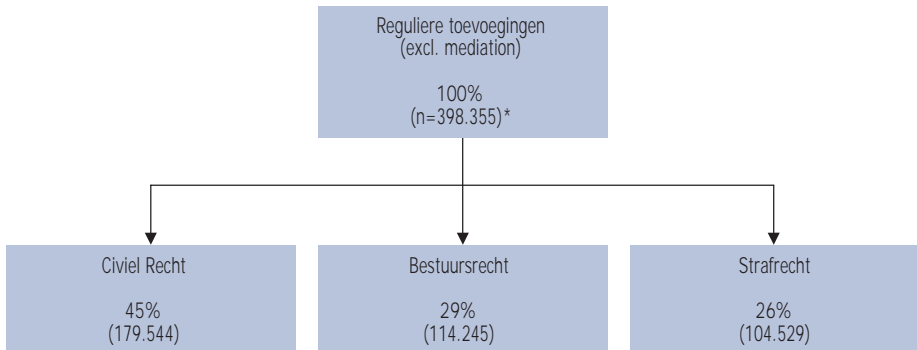 Reguliere toevoegingen
(excl. mediation)
100%
(n=398.355)*
Civiel Recht
45%
(179.544)
Bestuursrecht
29%
(114.245)
Strafrecht
26%
(104.529)